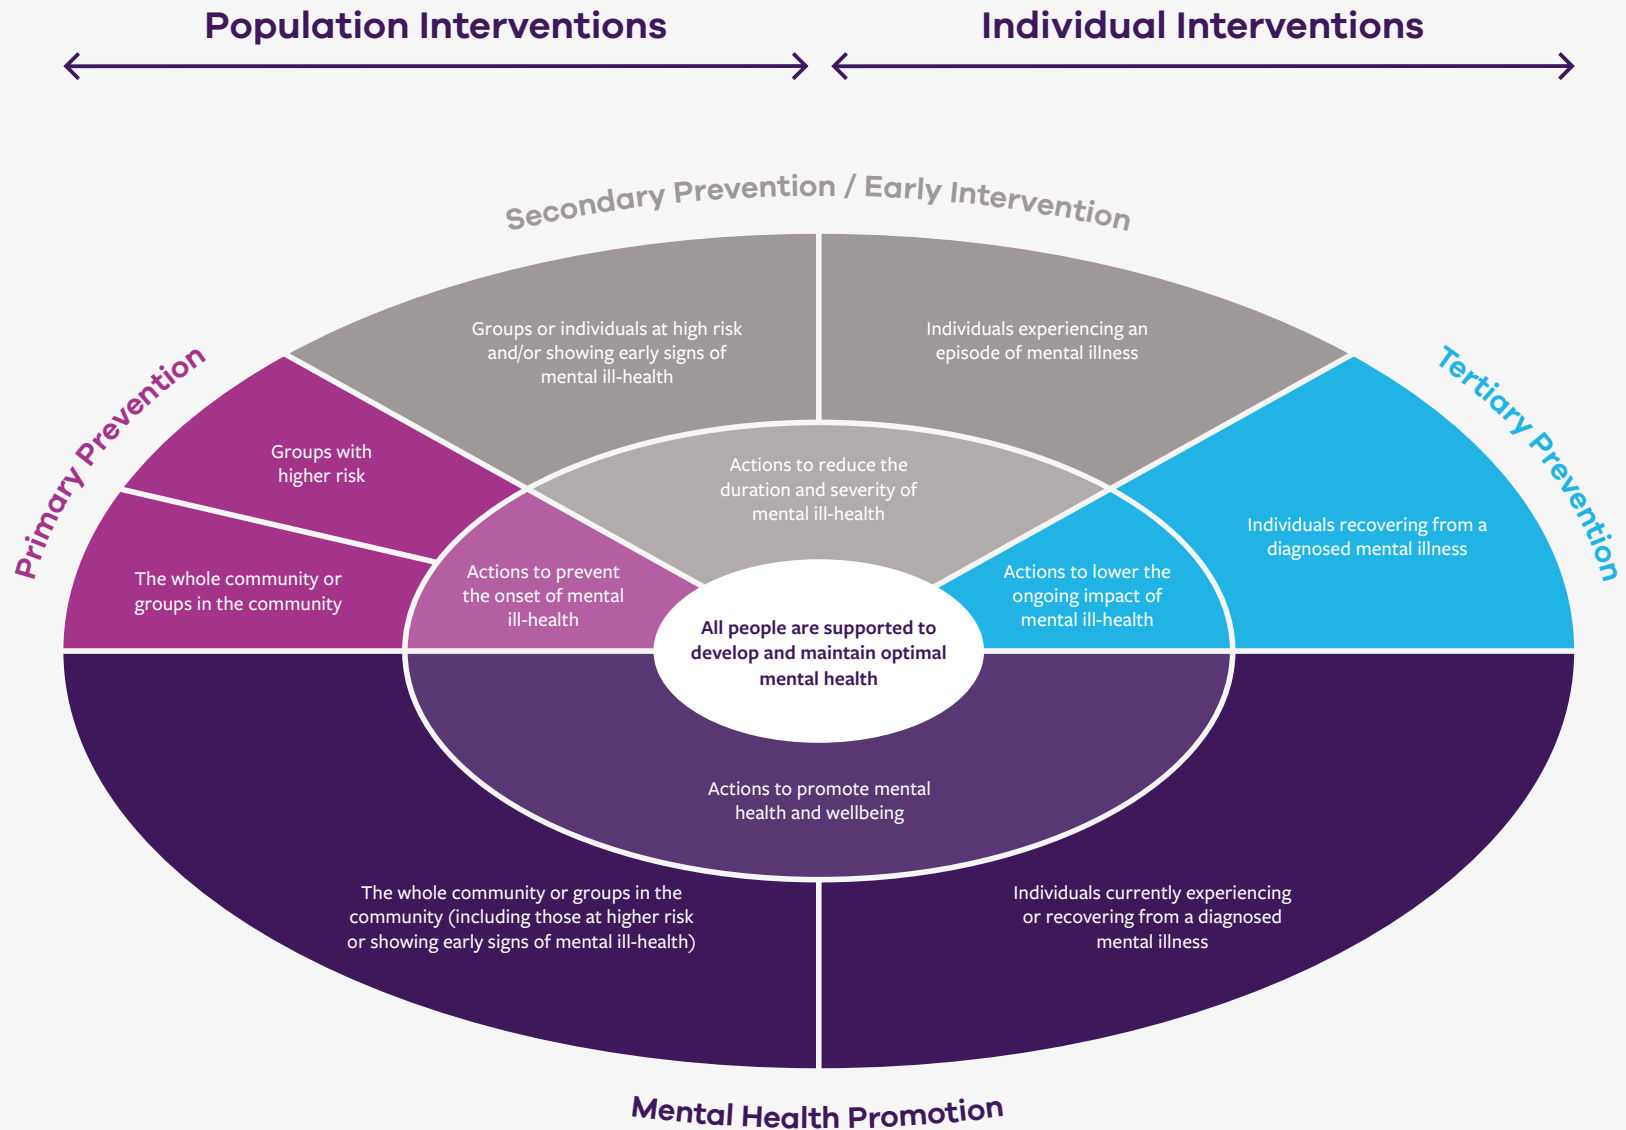 Population Interventions
Individual Interventions
Secondary Prevention / Early Intervention
Primary Prevention
Tertiary Prevention
Groups or individuals at high risk
and/or showing early signs of
mental ill-health
Individuals experiencing an
episode of mental illness
Groups with
higher risk
The whole community or
groups in the community
Actions to reduce the
duration and severity of
mental ill-health
Individuals recovering from a
diagnosed mental illness
Actions to prevent
the onset of mental
ill-health
Actions to lower the
ongoing impact of
mental ill-health
All people are supported to
develop and maintain optimal
mental health
Actions to promote mental
health and wellbeing
The whole community or groups in the
community (including those at higher risk
or showing early signs of mental ill-health)
Individuals currently experiencing
or recovering from a diagnosed
mental illness
Mental Health Promotion